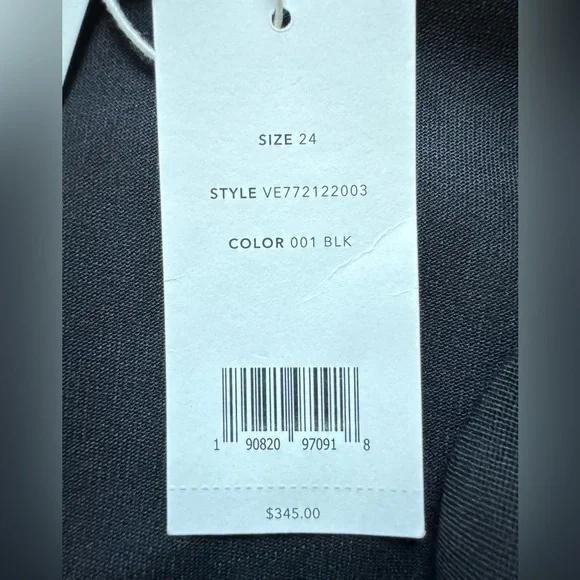 SIZE 24
STYLE VE772122003
COLOR 001 BLK
1 90820 97091 8
$345.00